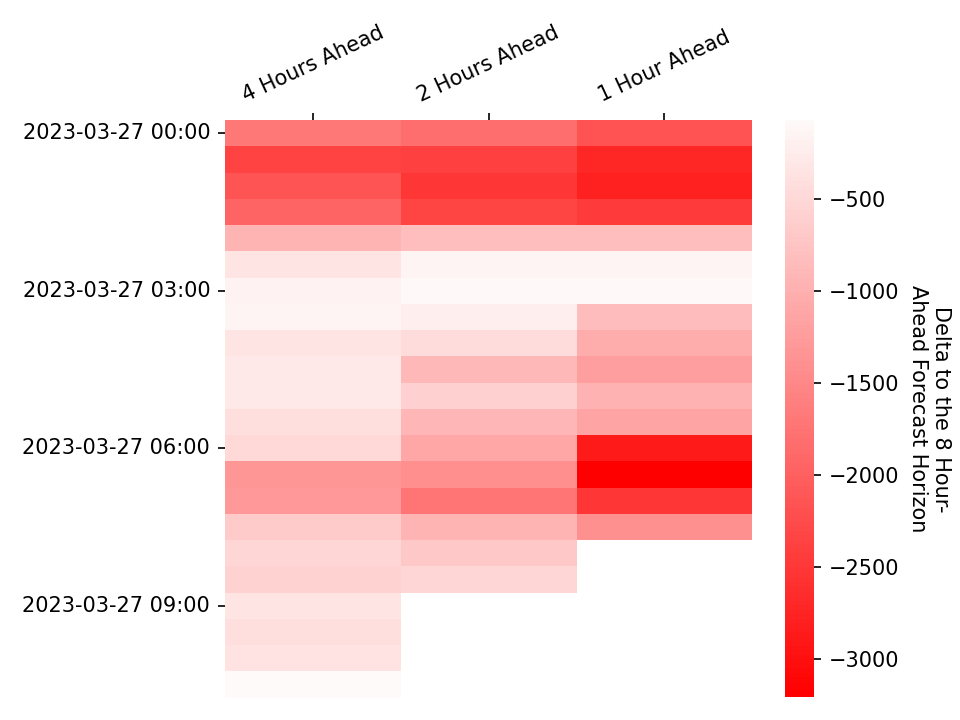 4 Hours Ahead
2 Hours Ahead
1 Hour Ahead
2023-03-27 00:00
2023-03-27 03:00
2023-03-27 06:00
2023-03-27 09:00
−500
−1000
−1500
−2000
−2500
−3000
Delta to the 8 Hour-
Ahead Forecast Horizon